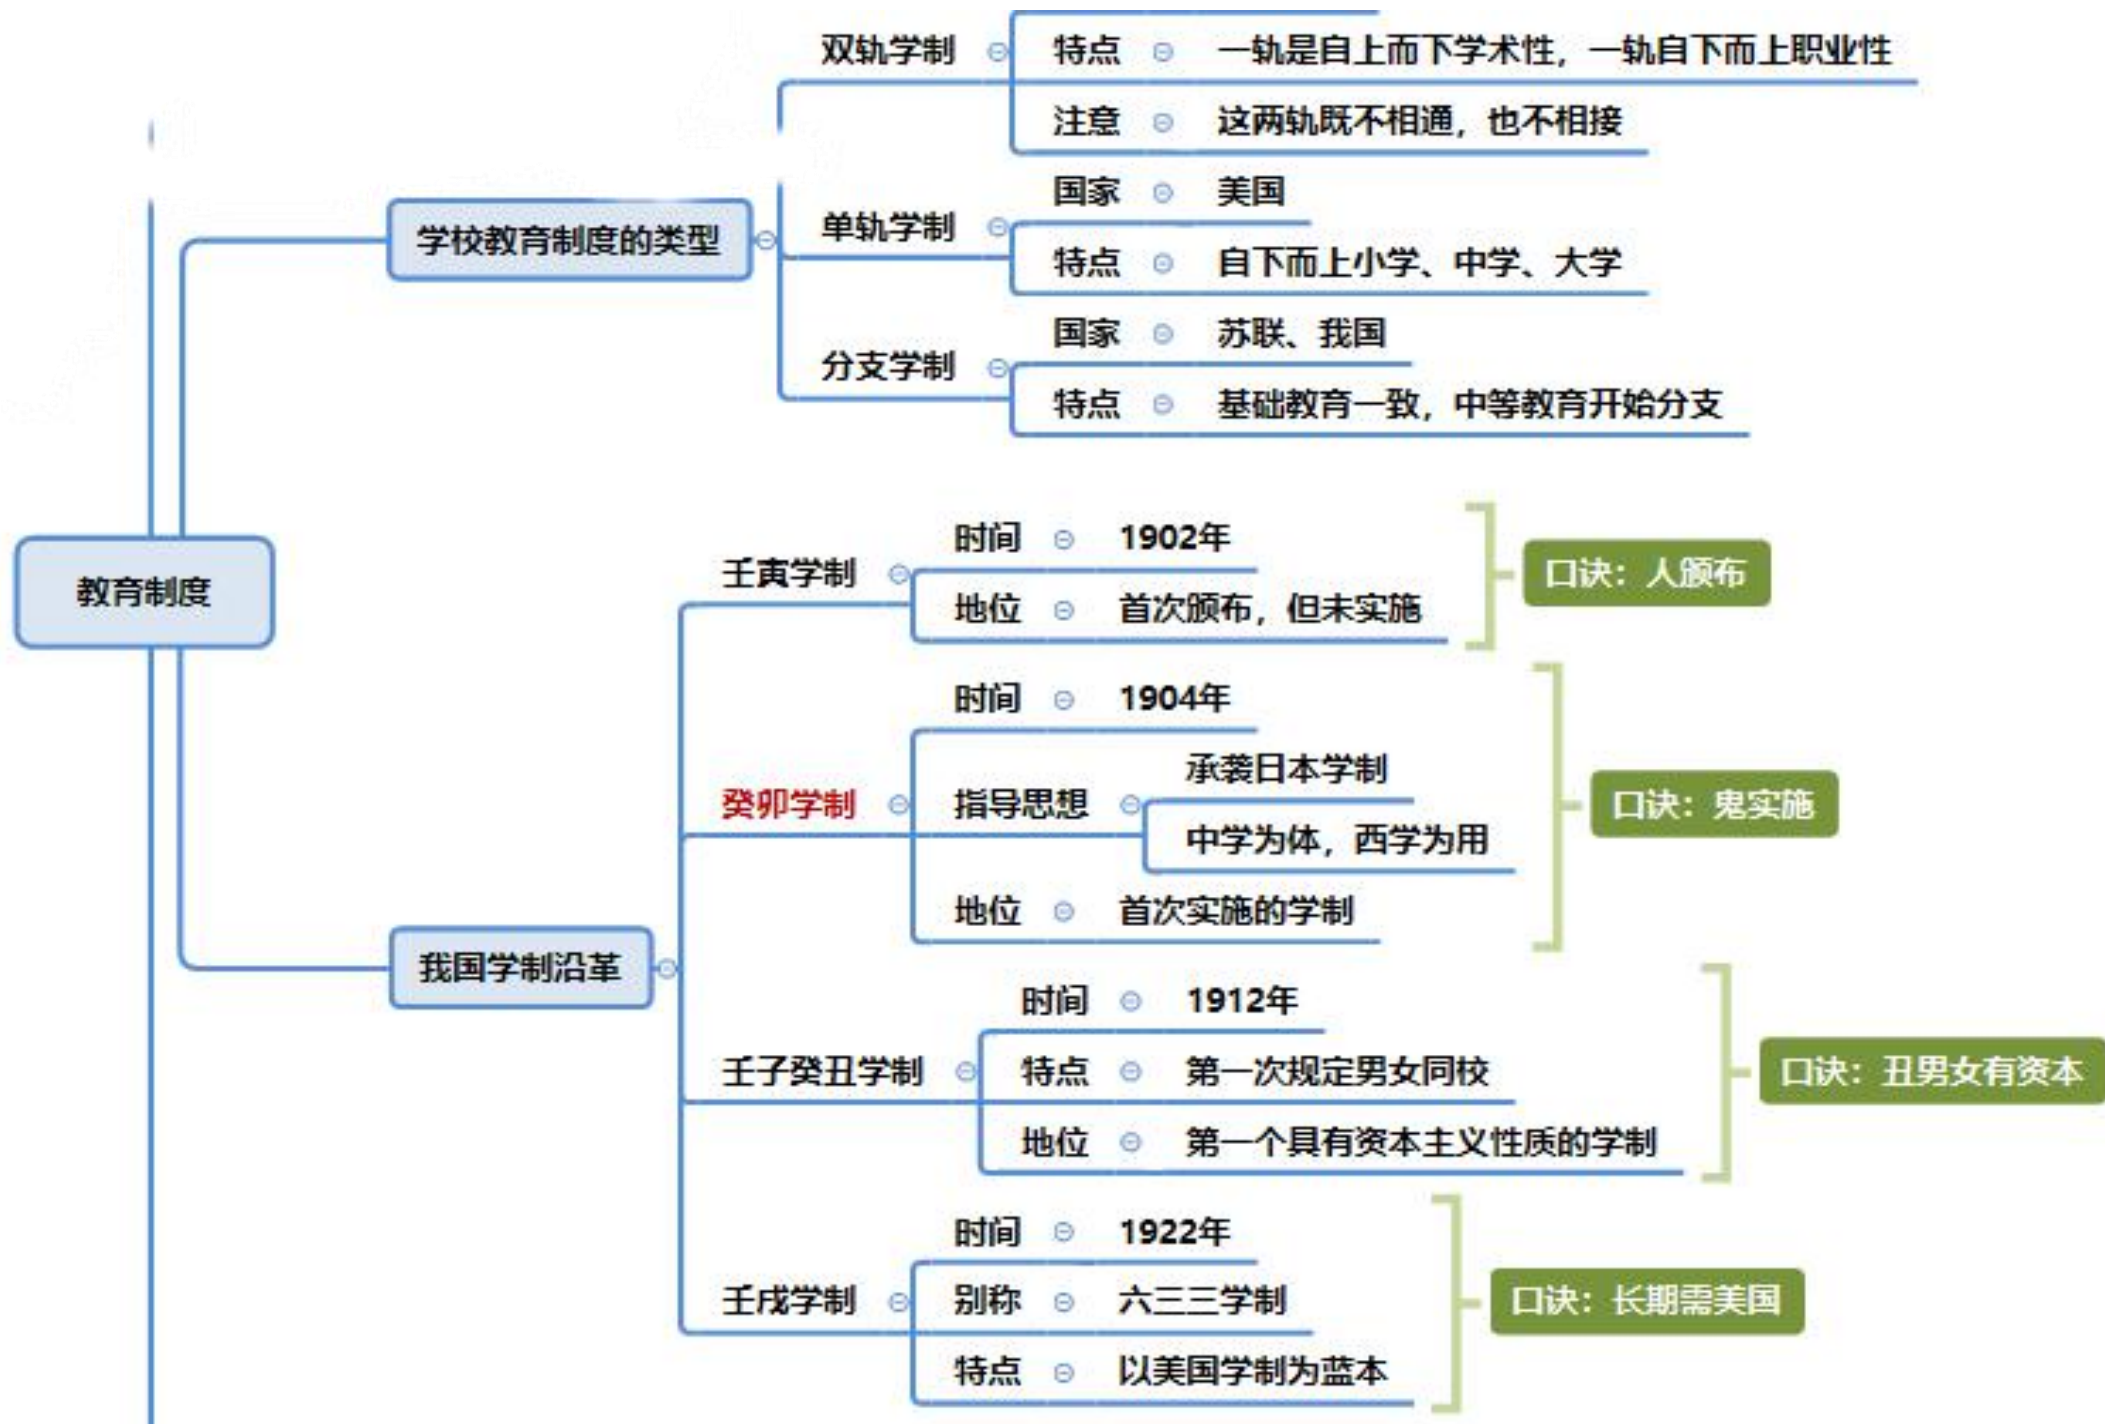 双轨学制
特点
一轨是自上而下学术性，一轨自下而上职业性
注意
这两轨既不相通，也不相接
学校教育制度的类型
单轨学制
国家
美国
特点
自下而上小学、中学、大学
分支学制
国家
苏联、我国
特点
基础教育一致，中等教育开始分支
教育制度
我国学制沿革
壬寅学制
时间
1902年
地位
首次颁布，但未实施
口诀：人颁布
癸卯学制
时间
1904年
指导思想
承袭日本学制
中学为体，西学为用
地位
首次实施的学制
口诀：鬼实施
壬子癸丑学制
时间
1912年
特点
第一次规定男女同校
地位
第一个具有资本主义性质的学制
口诀：丑男女有资本
壬戌学制
时间
1922年
别称
六三三学制
特点
以美国学制为蓝本
口诀：长期需美国